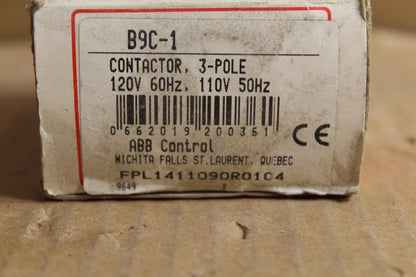 B9C-1
CONTACTOR, 3-POLE
120V 60Hz, 110V 50Hz
0 662019 200361
CE
ABB Control
WICHITA FALLS ST.LAURENT, QUEBEC
FPL1411090R0104
9649